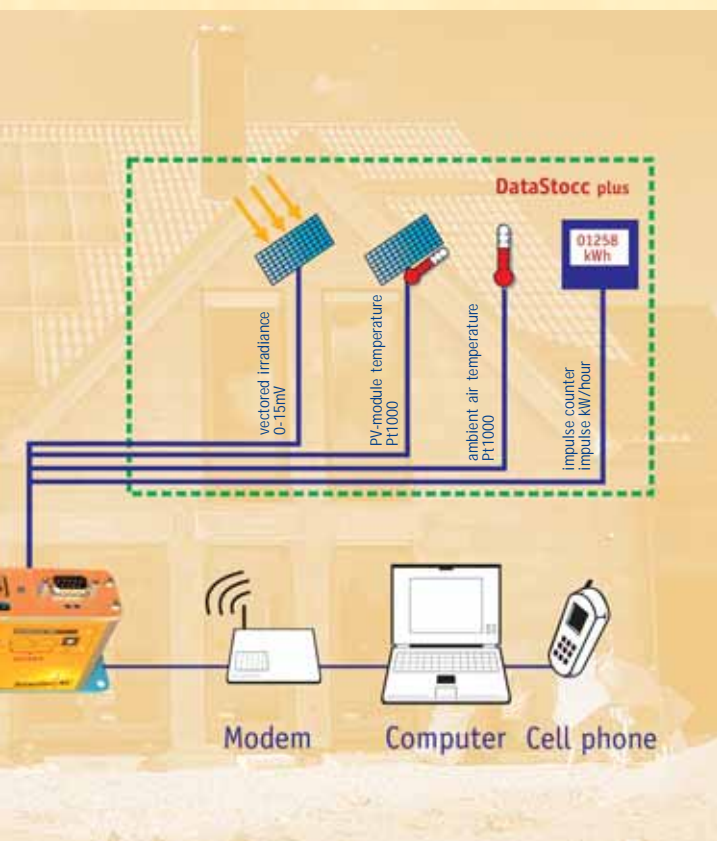 DataStocc plus
01258
kWh
vectored irradiance
0-15mV
PV-module temperature
Pt1000
ambient air temperature
Pt1000
impulse counter
impulse kW/hour
Modem
Computer
Cell phone